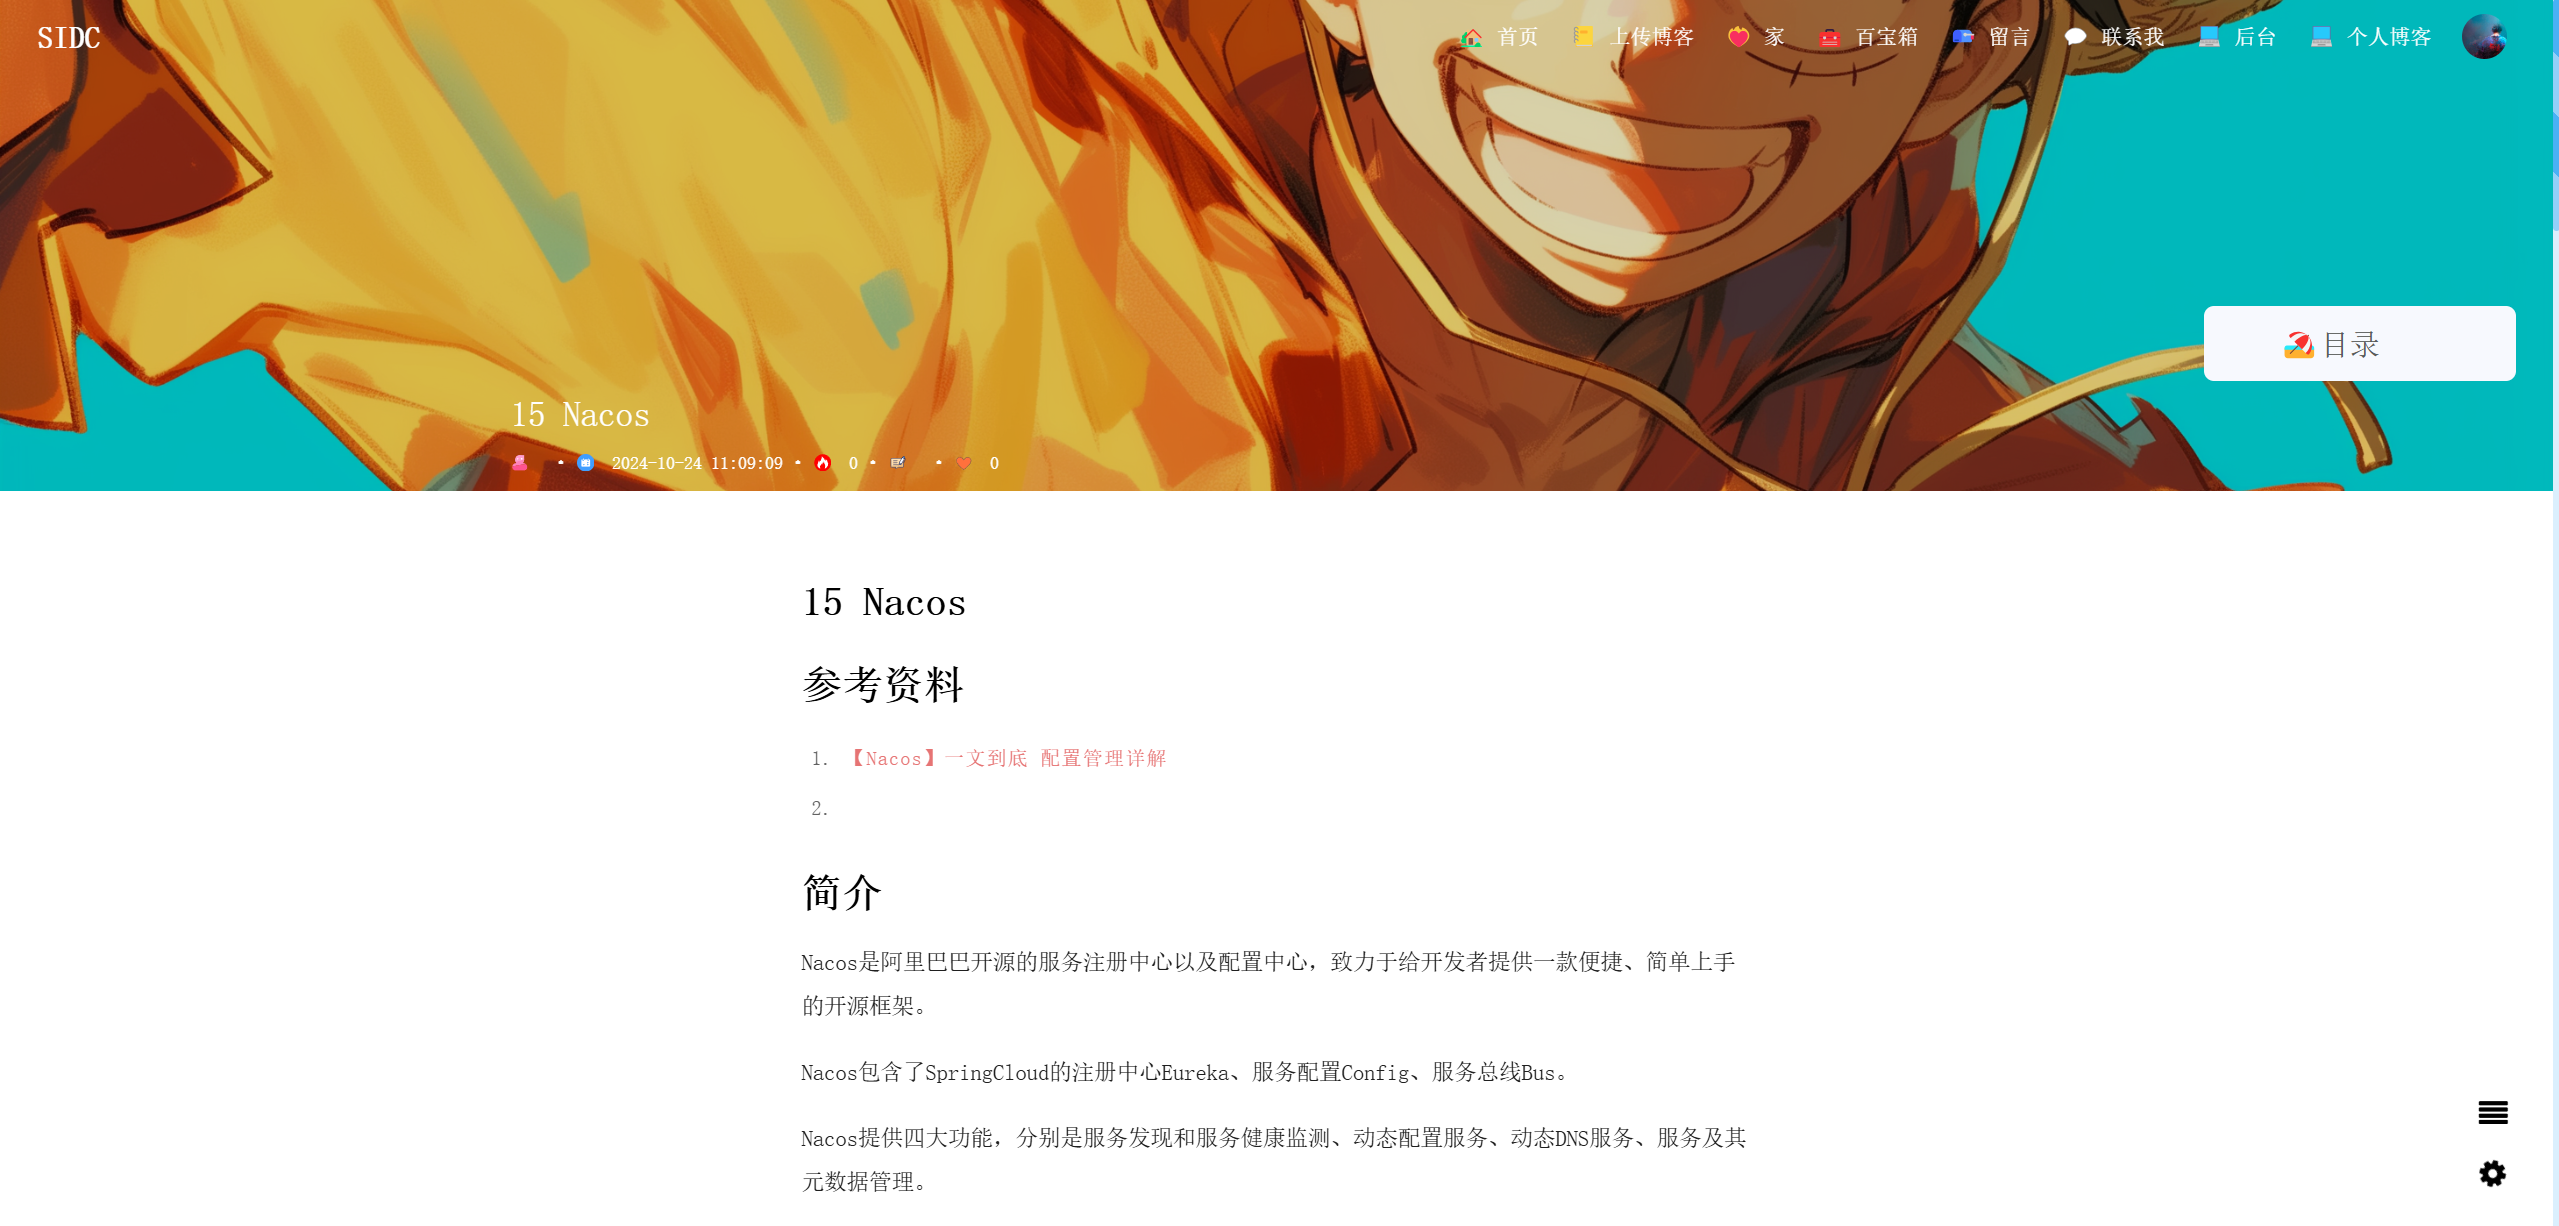 SIDC
首页 上传博客 家 百宝箱 留言 联系我 后台 个人博客
目录
15 Nacos
2024-10-24 11:09:09 0 0
15 Nacos
参考资料
1. 【Nacos】一文到底 配置管理详解
2.
简介
Nacos是阿里巴巴开源的服务注册中心以及配置中心，致力于给开发者提供一款便捷、简单上手
的开源框架。
Nacos包含了SpringCloud的注册中心Eureka、服务配置Config、服务总线Bus。
Nacos提供四大功能，分别是服务发现和服务健康监测、动态配置服务、动态DNS服务、服务及其
元数据管理。